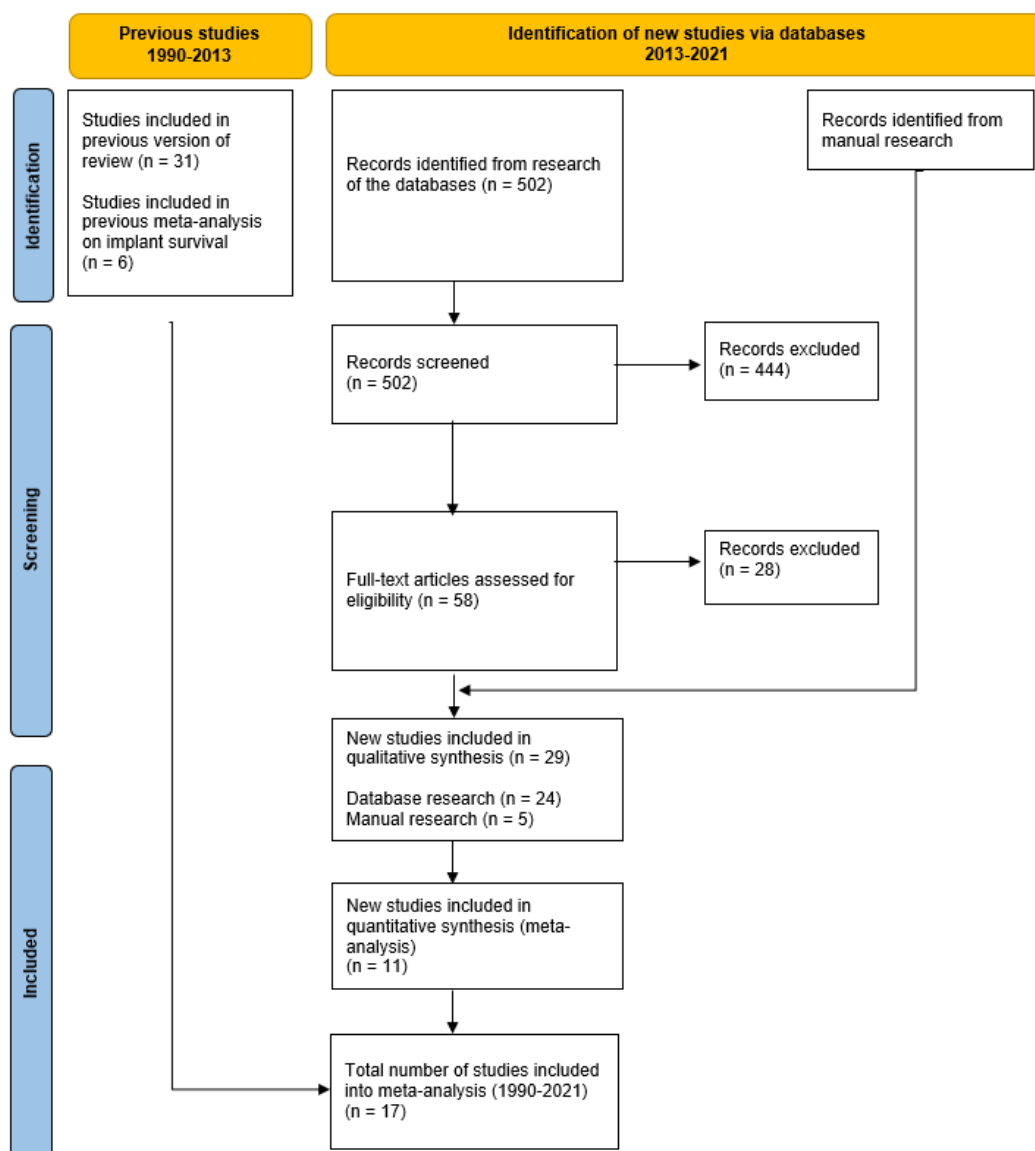 Previous studies
1990-2013
Identification of new studies via databases
2013-2021
Identification
Studies included in
previous version of
review (n = 31)
Studies included in
previous meta-analysis
on implant survival
(n = 6)
Records identified from research
of the databases (n = 502)
Records identified from
manual research
Screening
Records screened
(n = 502)
Records excluded
(n = 444)
Full-text articles assessed for
eligibility (n = 58)
Records excluded
(n = 28)
New studies included in
qualitative synthesis (n = 29)
Database research (n = 24)
Manual research (n = 5)
Included
New studies included in
quantitative synthesis (meta-
analysis)
(n = 11)
Total number of studies included
into meta-analysis (1990-2021)
(n = 17)